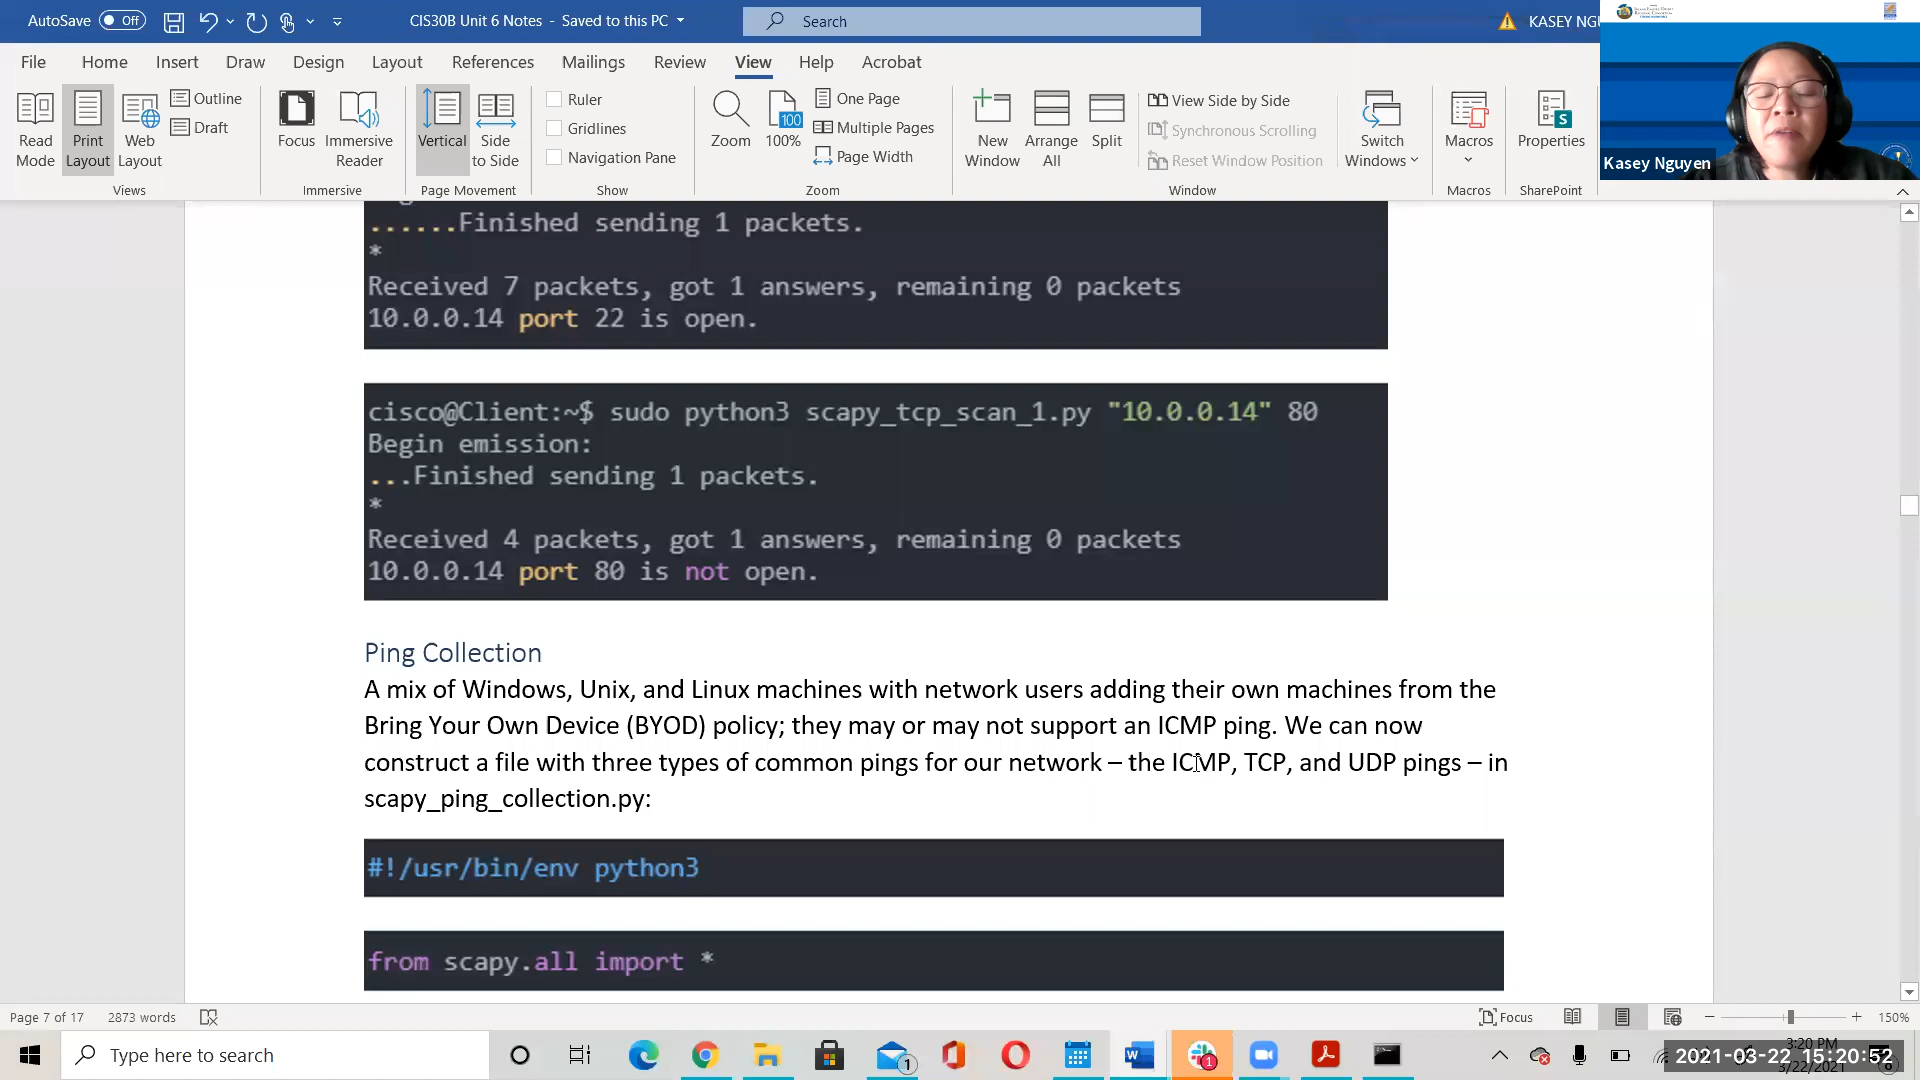 AutoSave Off
CIS30B Unit 6 Notes - Saved to this PC
Search
KASEY NGU
File Home Insert Draw Design Layout References Mailings Review View Help Acrobat
Read Mode
Print Layout
Web Layout
Outline
Draft
Views
Focus
Immersive Reader
Immersive
Vertical
Side to Side
Page Movement
Ruler
Gridlines
Navigation Pane
Show
Zoom
100
100%
One Page
Multiple Pages
Page Width
Zoom
New Window
Arrange All
Split
View Side by Side
Synchronous Scrolling
Reset Window Position
Switch Windows
Window
Macros
Macros
Properties
SharePoint
Kasey Nguyen
......Finished sending 1 packets.
*
Received 7 packets, got 1 answers, remaining 0 packets
10.0.0.14 port 22 is open.
cisco@Client:~$ sudo python3 scapy_tcp_scan_1.py "10.0.0.14" 80
Begin emission:
...Finished sending 1 packets.
*
Received 4 packets, got 1 answers, remaining 0 packets
10.0.0.14 port 80 is not open.
Ping Collection
A mix of Windows, Unix, and Linux machines with network users adding their own machines from the
Bring Your Own Device (BYOD) policy; they may or may not support an ICMP ping. We can now
construct a file with three types of common pings for our network – the ICMP, TCP, and UDP pings – in
scapy_ping_collection.py:
#!/usr/bin/env python3
from scapy.all import *
Page 7 of 17 2873 words
Focus
150%
Type here to search
1
1
3:20 PM
3/22/2021
2021-03-22 15:20:52